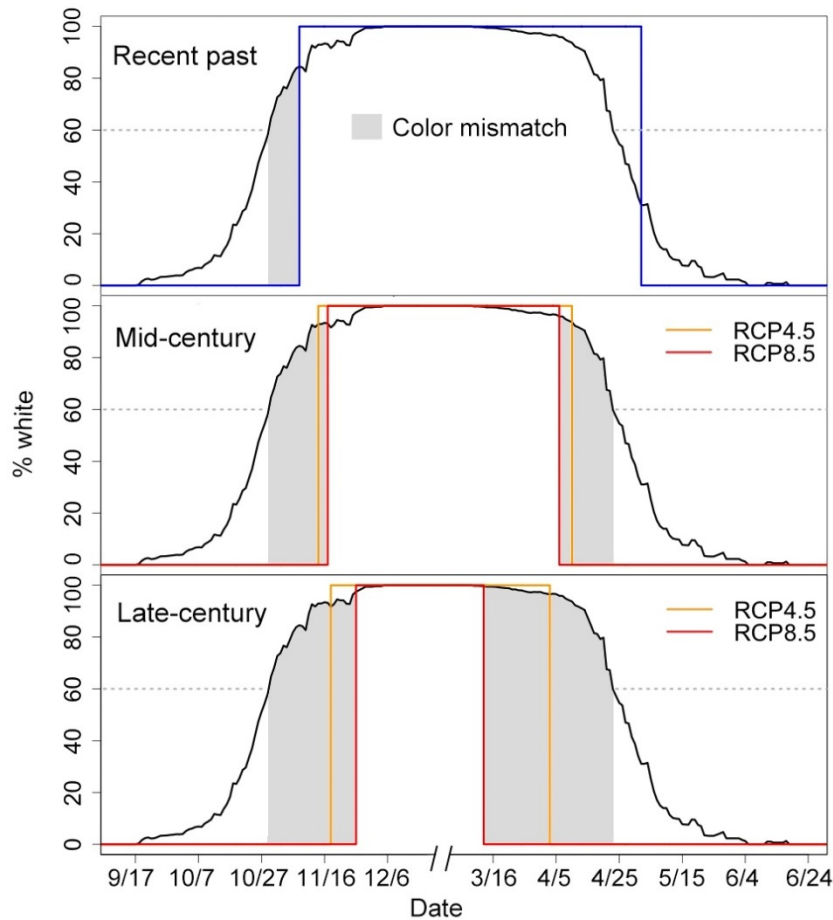 Recent past
Color mismatch
100
80
60
40
20
0
Mid-century
RCP4.5
RCP8.5
100
80
60
40
20
0
% white
Late-century
RCP4.5
RCP8.5
100
80
60
40
20
0
9/17 10/7 10/27 11/16 12/6 // 3/16 4/5 4/25 5/15 6/4 6/24
Date